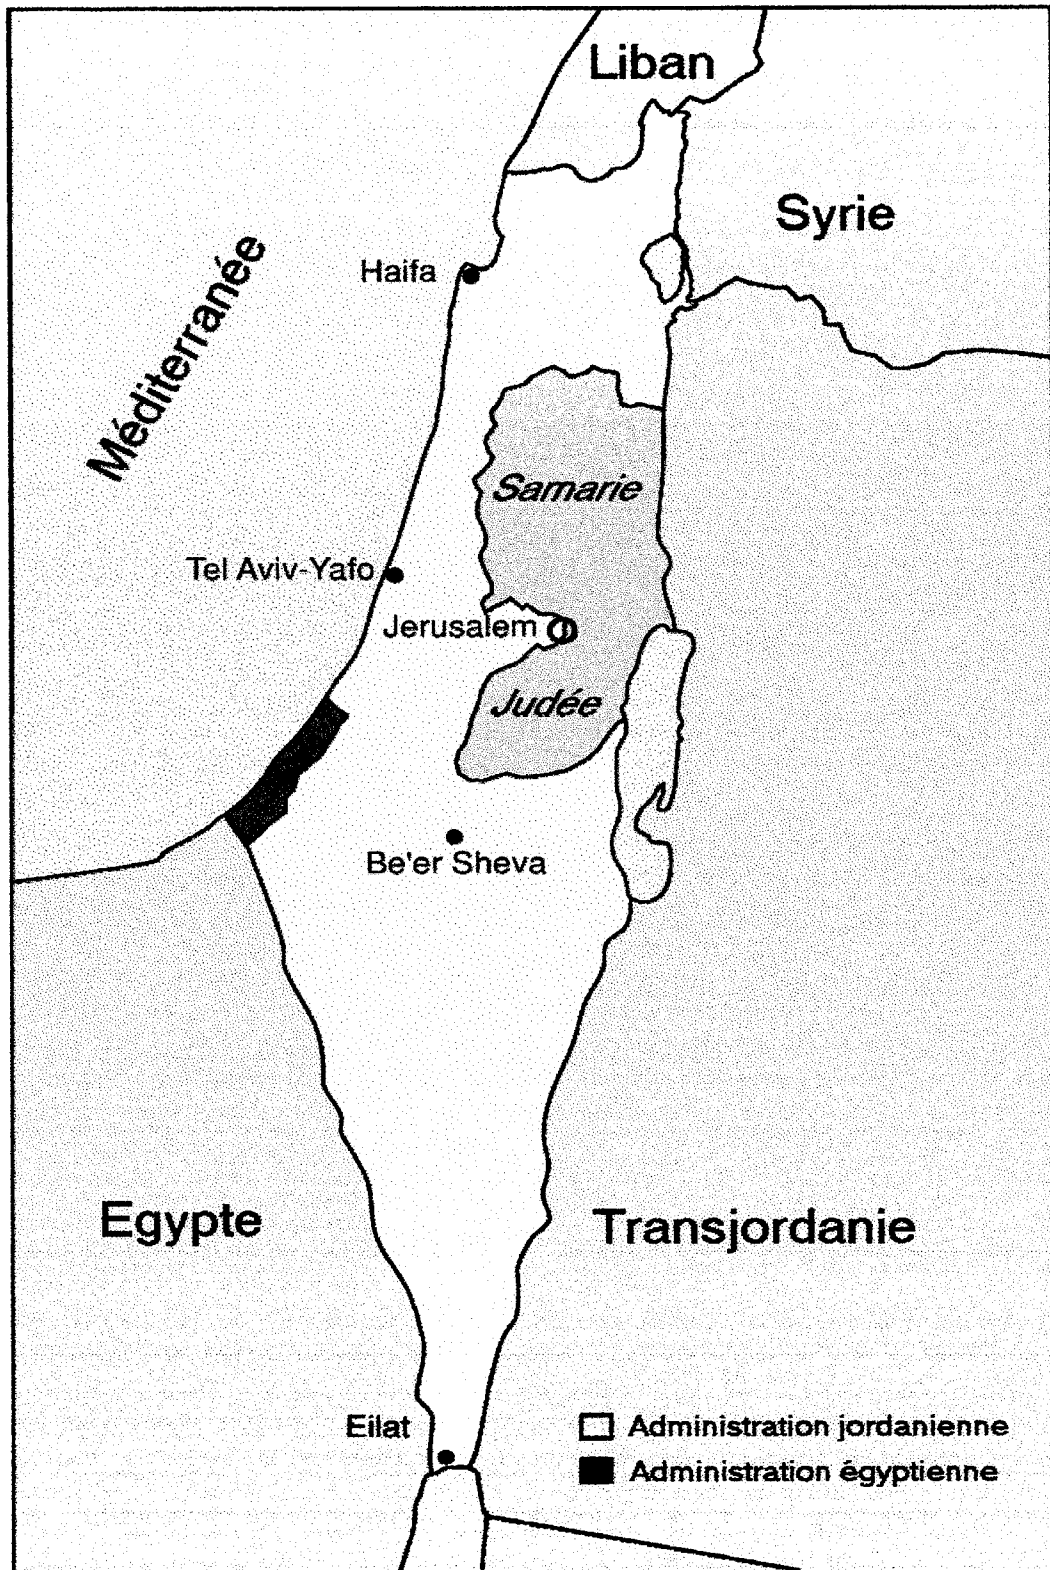 Liban
Syrie
Haifa
Méditerranée
Samarie
Tel Aviv-Yafo
Jerusalem
Judée
Be'er Sheva
Egypte
Transjordanie
Eilat
Administration jordanienne
Administration égyptienne